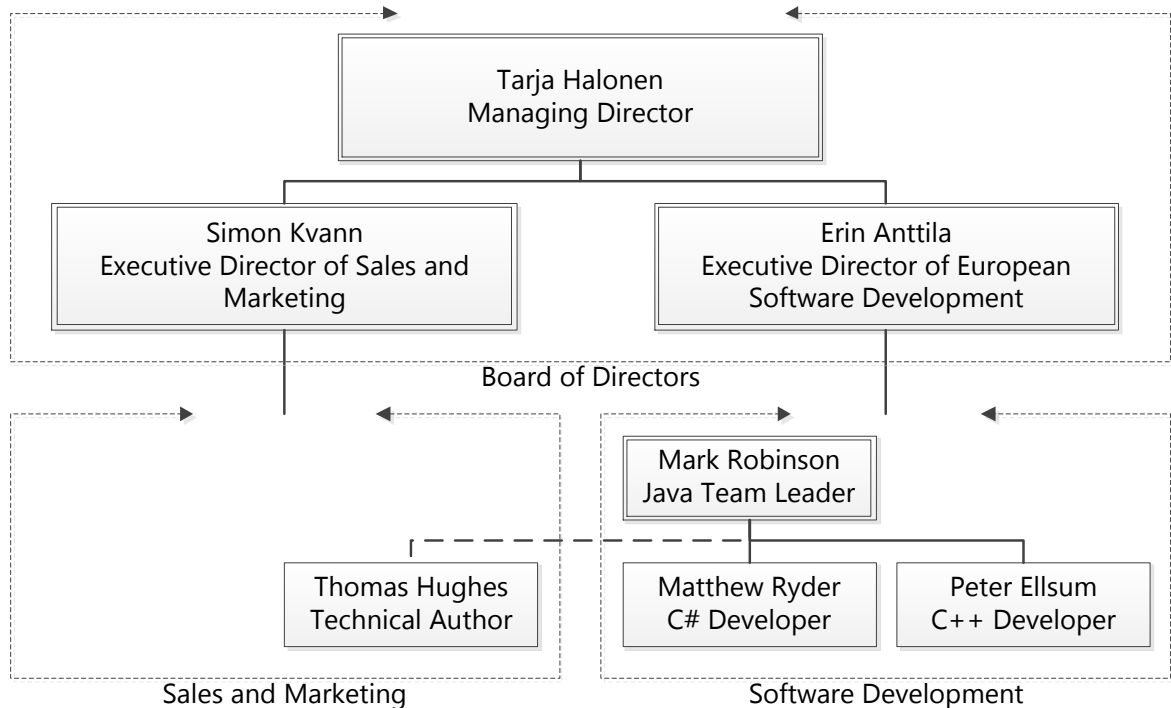 Tarja Halonen
Managing Director
Simon Kvann
Executive Director of Sales and
Marketing
Erin Anttila
Executive Director of European
Software Development
Board of Directors
Mark Robinson
Java Team Leader
Thomas Hughes
Technical Author
Matthew Ryder
C# Developer
Peter Ellsum
C++ Developer
Sales and Marketing
Software Development